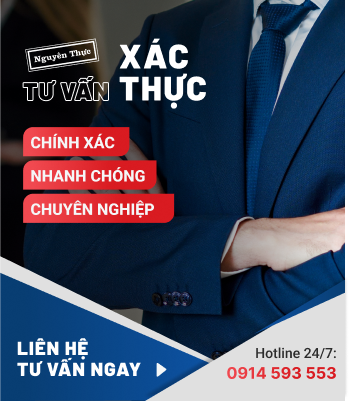 Nguyên Thực
TƯ VẤN
XÁC
THỰC
CHÍNH XÁC
NHANH CHÓNG
CHUYÊN NGHIỆP
LIÊN HỆ
TƯ VẤN NGAY
Hotline 24/7:
0914 593 553